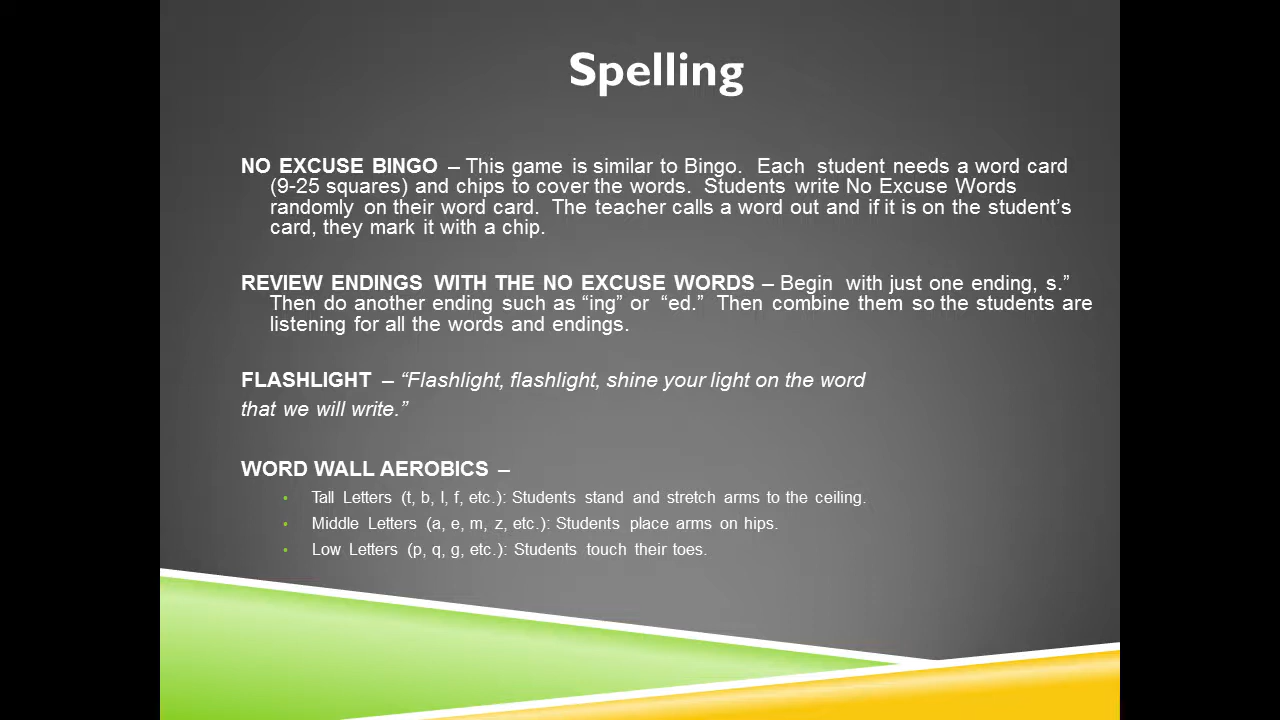 Spelling
NO EXCUSE BINGO – This game is similar to Bingo. Each student needs a word card
(9-25 squares) and chips to cover the words. Students write No Excuse Words
randomly on their word card. The teacher calls a word out and if it is on the student’s
card, they mark it with a chip.
REVIEW ENDINGS WITH THE NO EXCUSE WORDS – Begin with just one ending, s.”
Then do another ending such as “ing” or “ed.” Then combine them so the students are
listening for all the words and endings.
FLASHLIGHT – “Flashlight, flashlight, shine your light on the word
that we will write.”
WORD WALL AEROBICS –
• Tall Letters (t, b, l, f, etc.): Students stand and stretch arms to the ceiling.
• Middle Letters (a, e, m, z, etc.): Students place arms on hips.
• Low Letters (p, q, g, etc.): Students touch their toes.